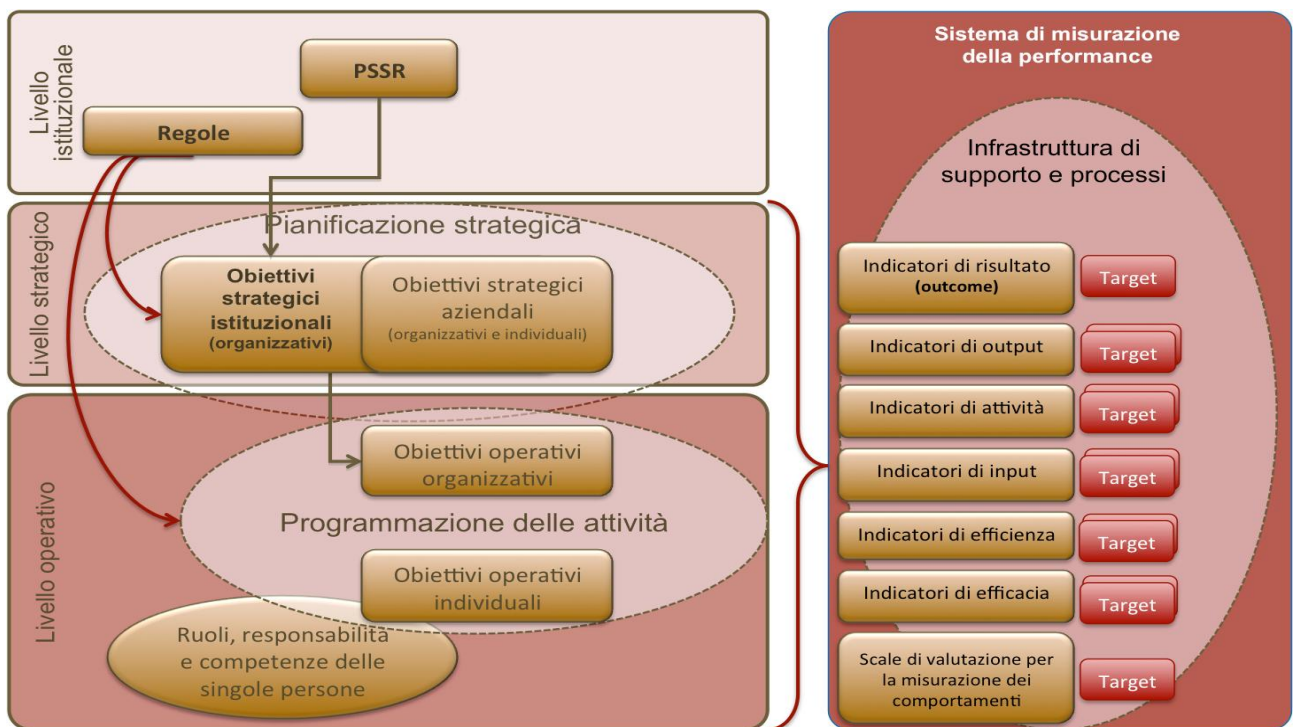 Livello
istituzionale
PSSR
Regole
Livello strategico
Pianificazione strategica
Obiettivi
strategici
istituzionali
(organizzativi)
Obiettivi strategici
aziendali
(organizzativi e individuali)
Livello operativo
Obiettivi operativi
organizzativi
Programmazione delle attività
Obiettivi operativi
individuali
Ruoli, responsabilità
e competenze delle
singole persone
Sistema di misurazione
della performance
Infrastruttura di
supporto e processi
Indicatori di risultato
(outcome)
Target
Indicatori di output
Target
Indicatori di attività
Target
Indicatori di input
Target
Indicatori di efficienza
Target
Indicatori di efficacia
Target
Scale di valutazione per
la misurazione dei
comportamenti
Target